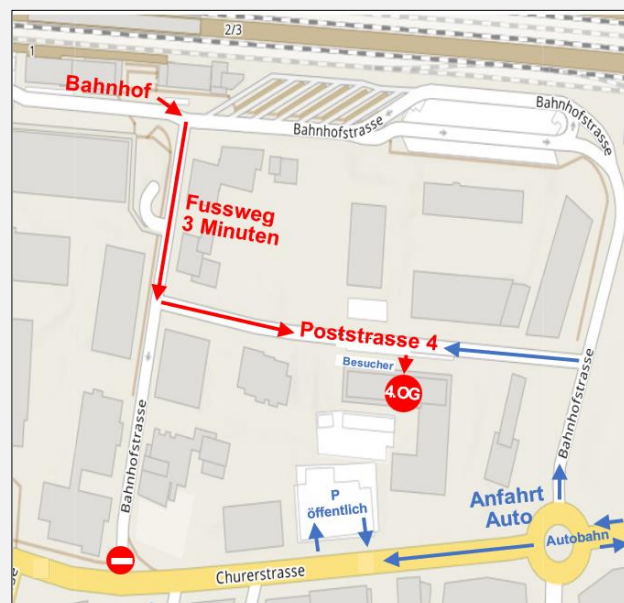 2/3
1
Bahnhof
Bahnhofstrasse
Bahnhofstrasse
Fussweg
3 Minuten
Poststrasse 4
Besucher
4.OG
Bahnhofstrasse
Bahnhofstrasse
P
öffentlich
Anfahrt
Auto
Autobahn
Churerstrasse